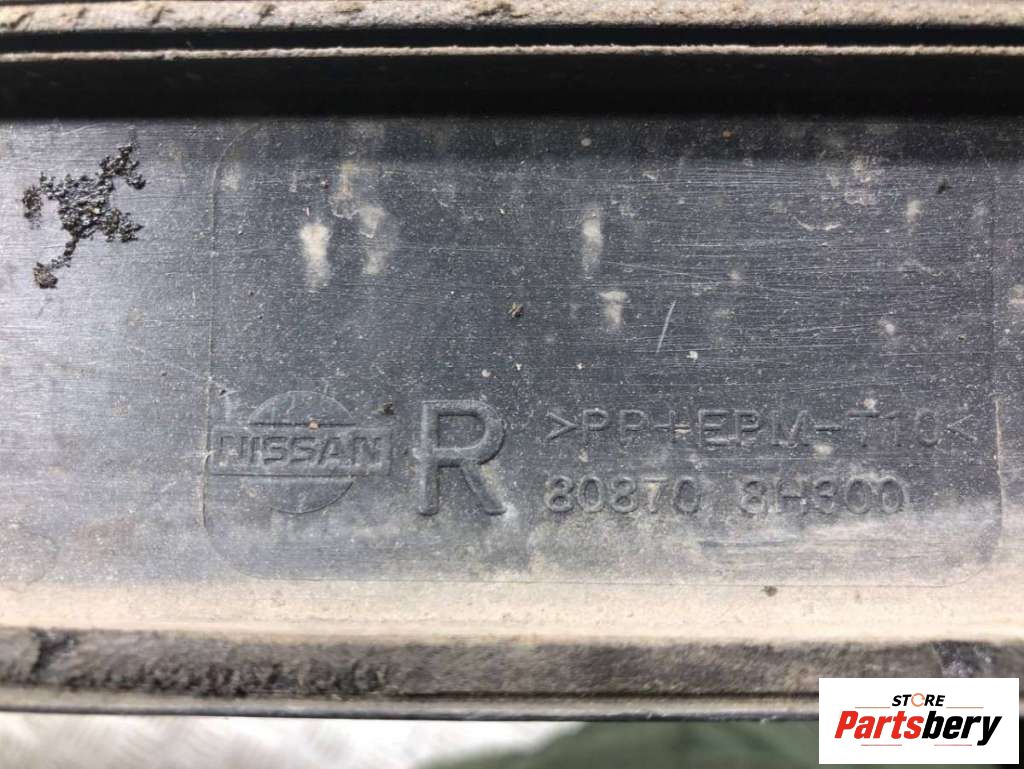 NISSAN
R
>PP+EPM-T10<
80870 8H300
STORE
Partsbery